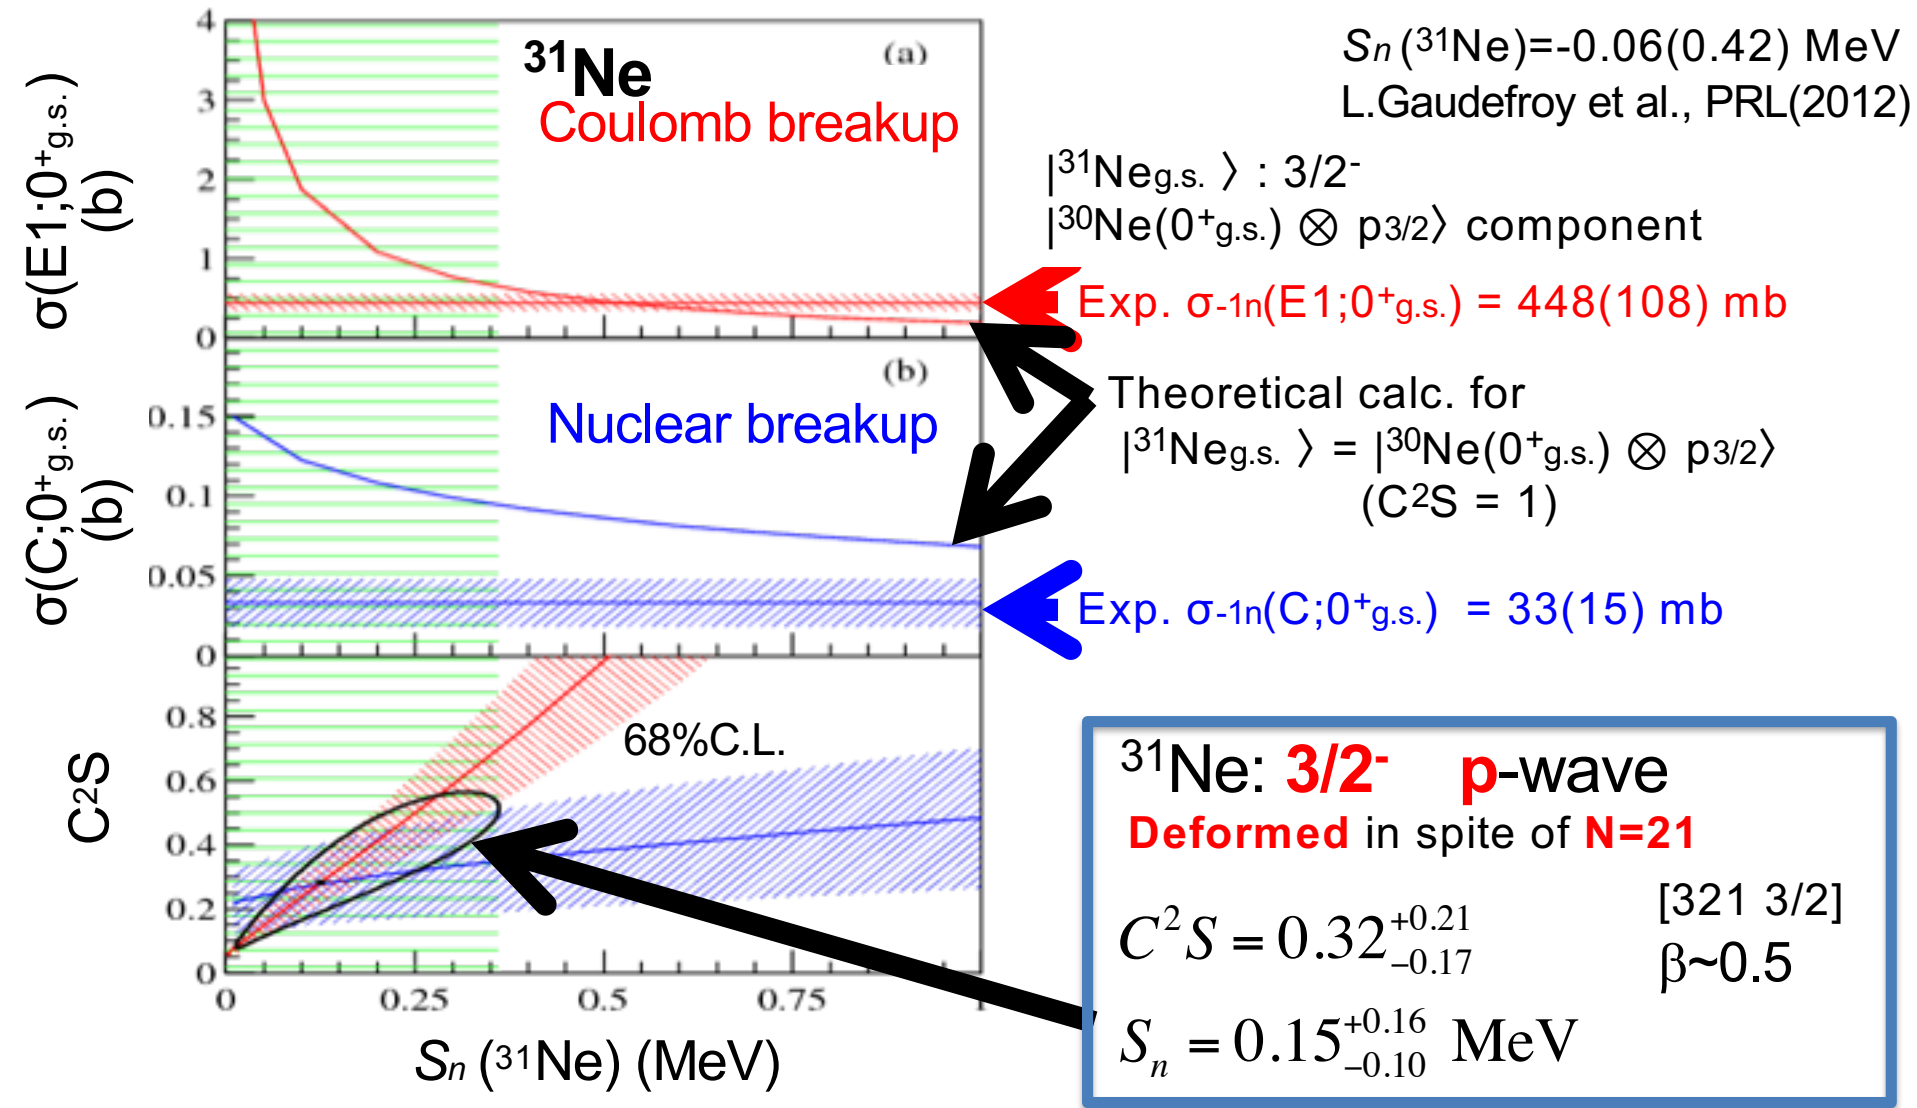 4
3
2
1
0
σ(E1;0⁺g.s.)
(b)
³¹Ne
(a)
Coulomb breakup
Sn (³¹Ne)=-0.06(0.42) MeV
L.Gaudefroy et al., PRL(2012)
|³¹Neg.s. 〉 : 3/2⁻
|³⁰Ne(0⁺g.s.) ⊗ p3/2〉 component
Exp. σ-1n(E1;0⁺g.s.) = 448(108) mb
(b)
0.15
0.1
0.05
0
σ(C;0⁺g.s.)
(b)
Nuclear breakup
Theoretical calc. for
|³¹Neg.s. 〉 = |³⁰Ne(0⁺g.s.) ⊗ p3/2〉
(C²S = 1)
Exp. σ-1n(C;0⁺g.s.) = 33(15) mb
0.8
0.6
0.4
0.2
0
C²S
68%C.L.
0 0.25 0.5 0.75 1
Sn (³¹Ne) (MeV)
³¹Ne: 3/2⁻ p-wave
Deformed in spite of N=21
C²S = 0.32 +0.21 −0.17
[321 3/2]
β~0.5
Sn = 0.15 +0.16 −0.10 MeV